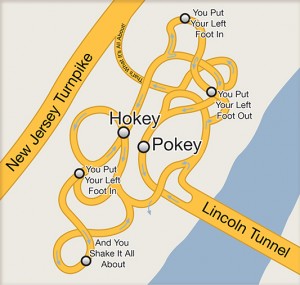 You Put
Your Left
Foot In
That's What It's All About!
New Jersey Turnpike
You Put
Your Left
Foot Out
Hokey
Pokey
You Put
Your Left
Foot In
Lincoln Tunnel
And You
Shake It All
About